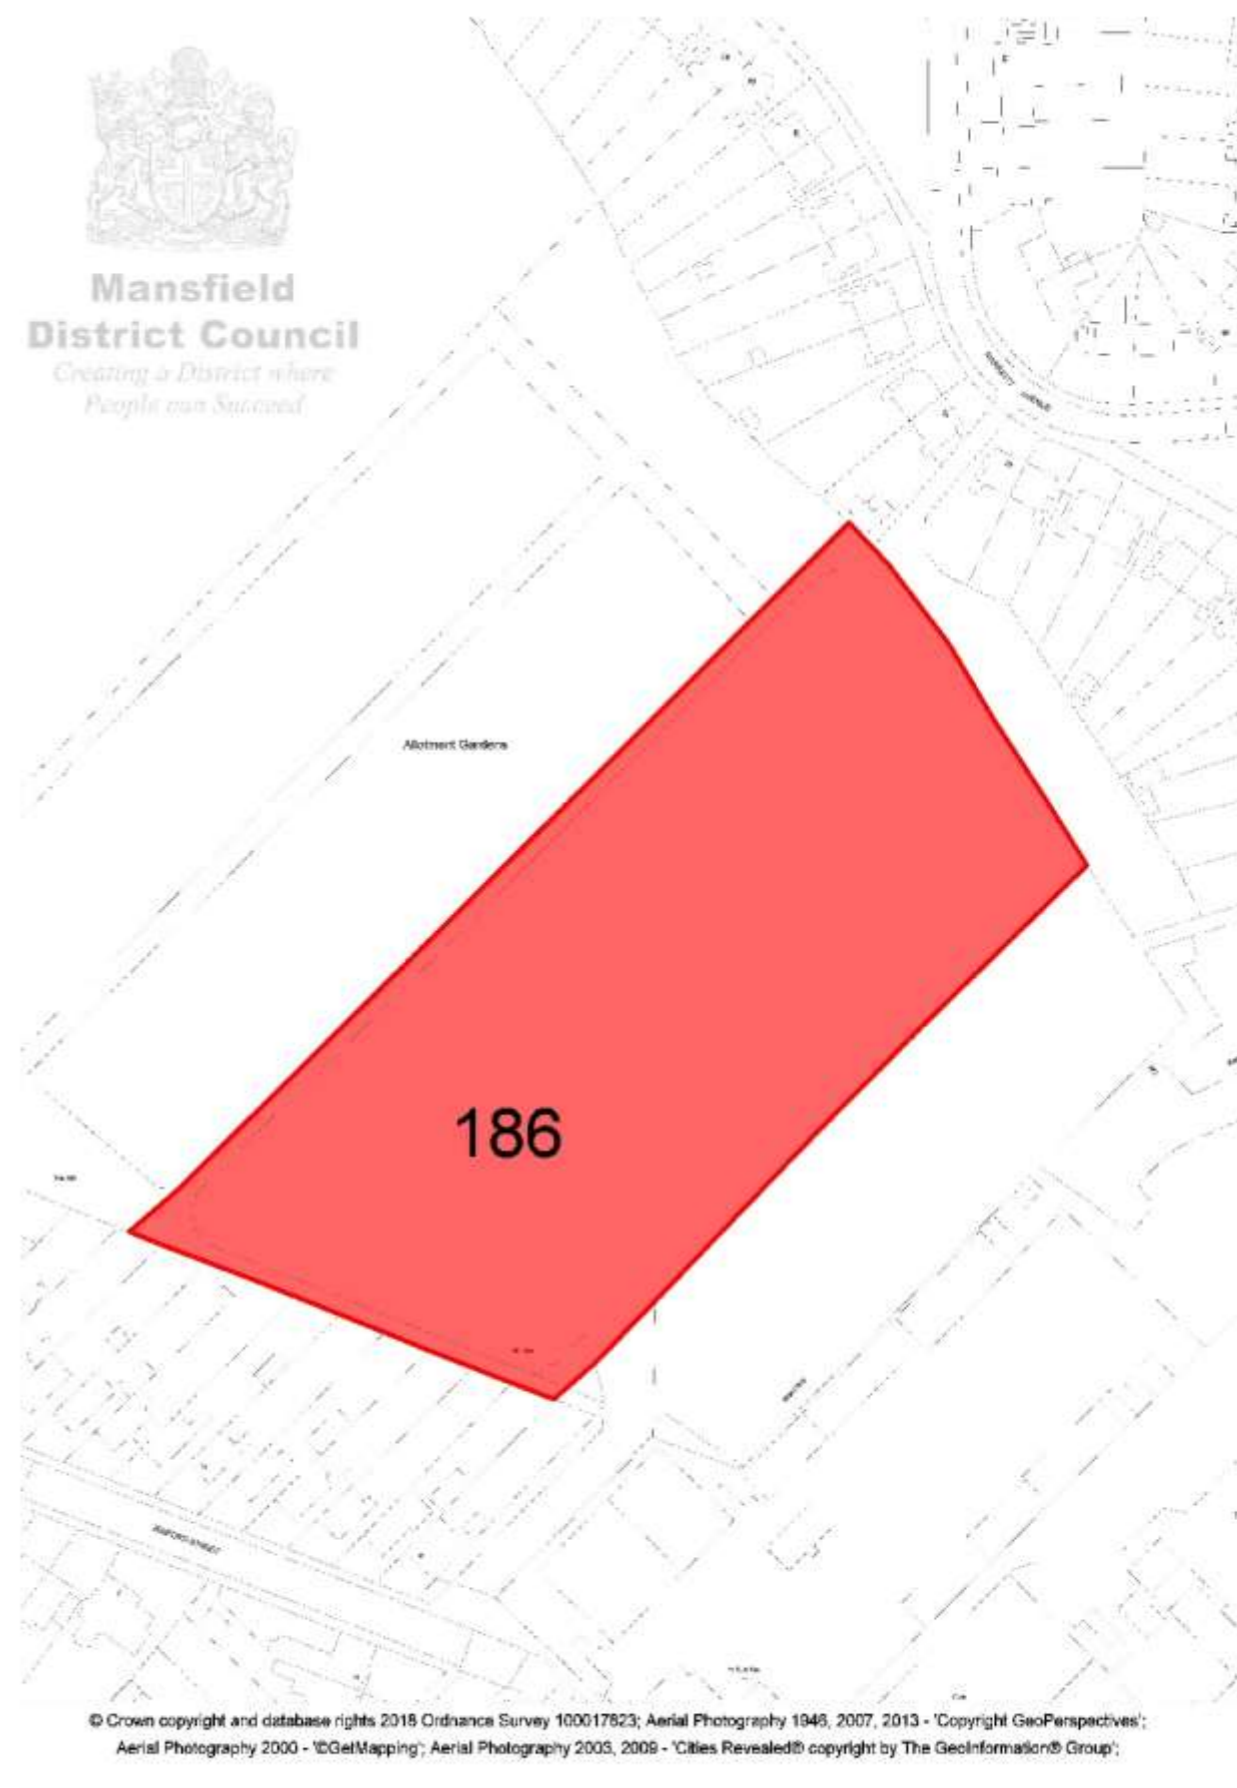 Mansfield
District Council
Creating a District where
People can Succeed
AVENUE
Allotment Gardens
186
© Crown copyright and database rights 2018 Ordnance Survey 100017823; Aerial Photography 1946, 2007, 2013 - 'Copyright GeoPerspectives';
Aerial Photography 2000 - '©GetMapping'; Aerial Photography 2003, 2009 - 'Cities Revealed® copyright by The GeoInformation® Group';